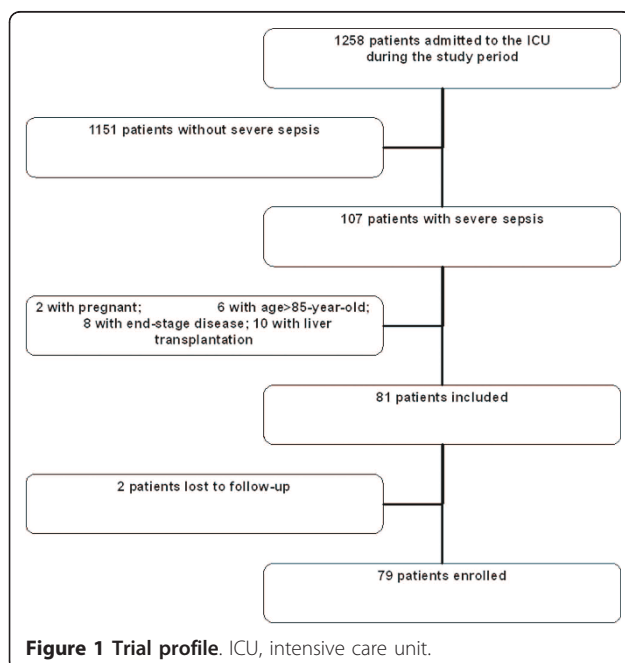 1258 patients admitted to the ICU
during the study period
1151 patients without severe sepsis
107 patients with severe sepsis
2 with pregnant; 6 with age>85-year-old;
8 with end-stage disease; 10 with liver
transplantation
81 patients included
2 patients lost to follow-up
79 patients enrolled
Figure 1 Trial profile. ICU, intensive care unit.